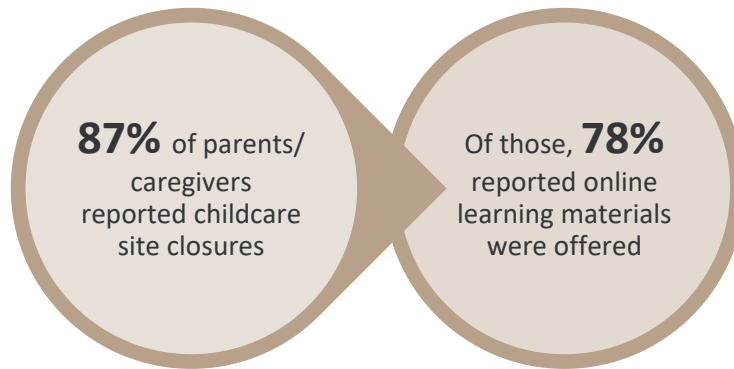 87% of parents/
caregivers
reported childcare
site closures
Of those, 78%
reported online
learning materials
were offered